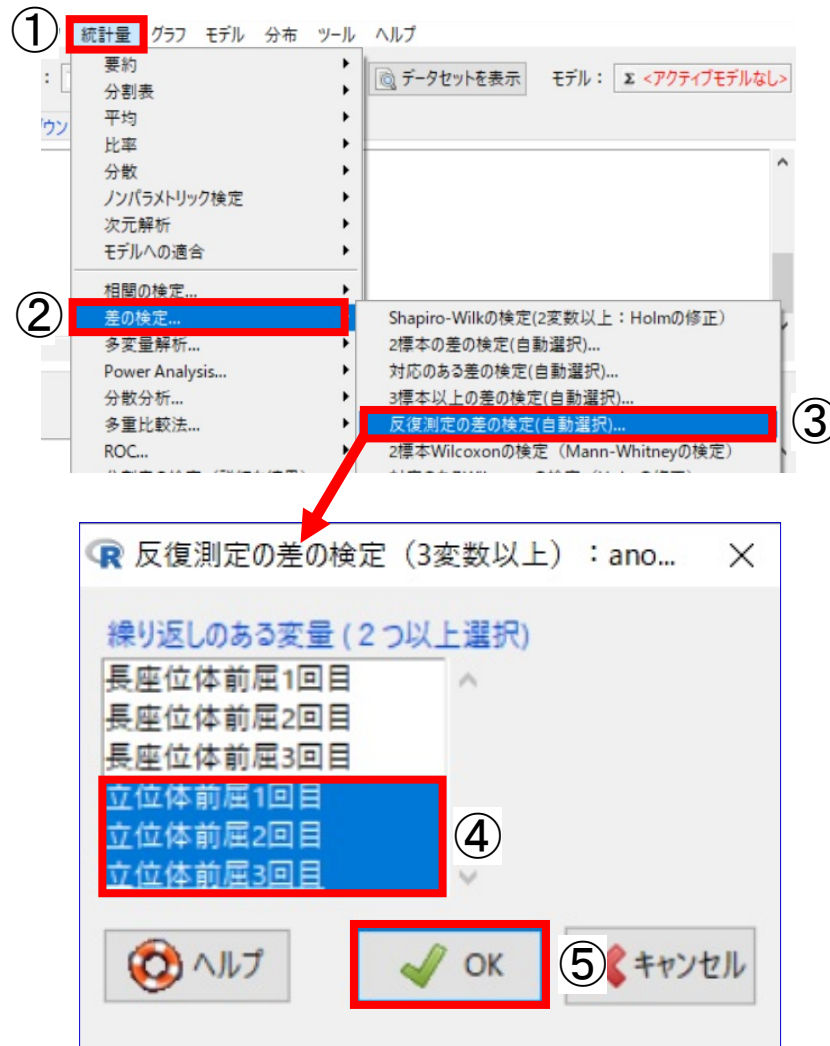 ① 統計量 グラフ モデル 分布 ツール ヘルプ
: データセットを表示 モデル： Σ <アクティブモデルなし>
ウン
要約
分割表
平均
比率
分散
ノンパラメトリック検定
次元解析
モデルへの適合
相関の検定...
② 差の検定...
多変量解析...
Power Analysis...
分散分析...
多重比較法...
ROC...
Shapiro-Wilkの検定(2変数以上：Holmの修正)
2標本の差の検定(自動選択)...
対応のある差の検定(自動選択)...
3標本以上の差の検定(自動選択)...
反復測定の差の検定(自動選択)... ③
2標本Wilcoxonの検定（Mann-Whitneyの検定）
R 反復測定の差の検定（3変数以上）：ano...
繰り返しのある変量 (２つ以上選択)
長座位体前屈1回目
長座位体前屈2回目
長座位体前屈3回目
立位体前屈1回目
立位体前屈2回目 ④
立位体前屈3回目
ヘルプ OK ⑤ キャンセル